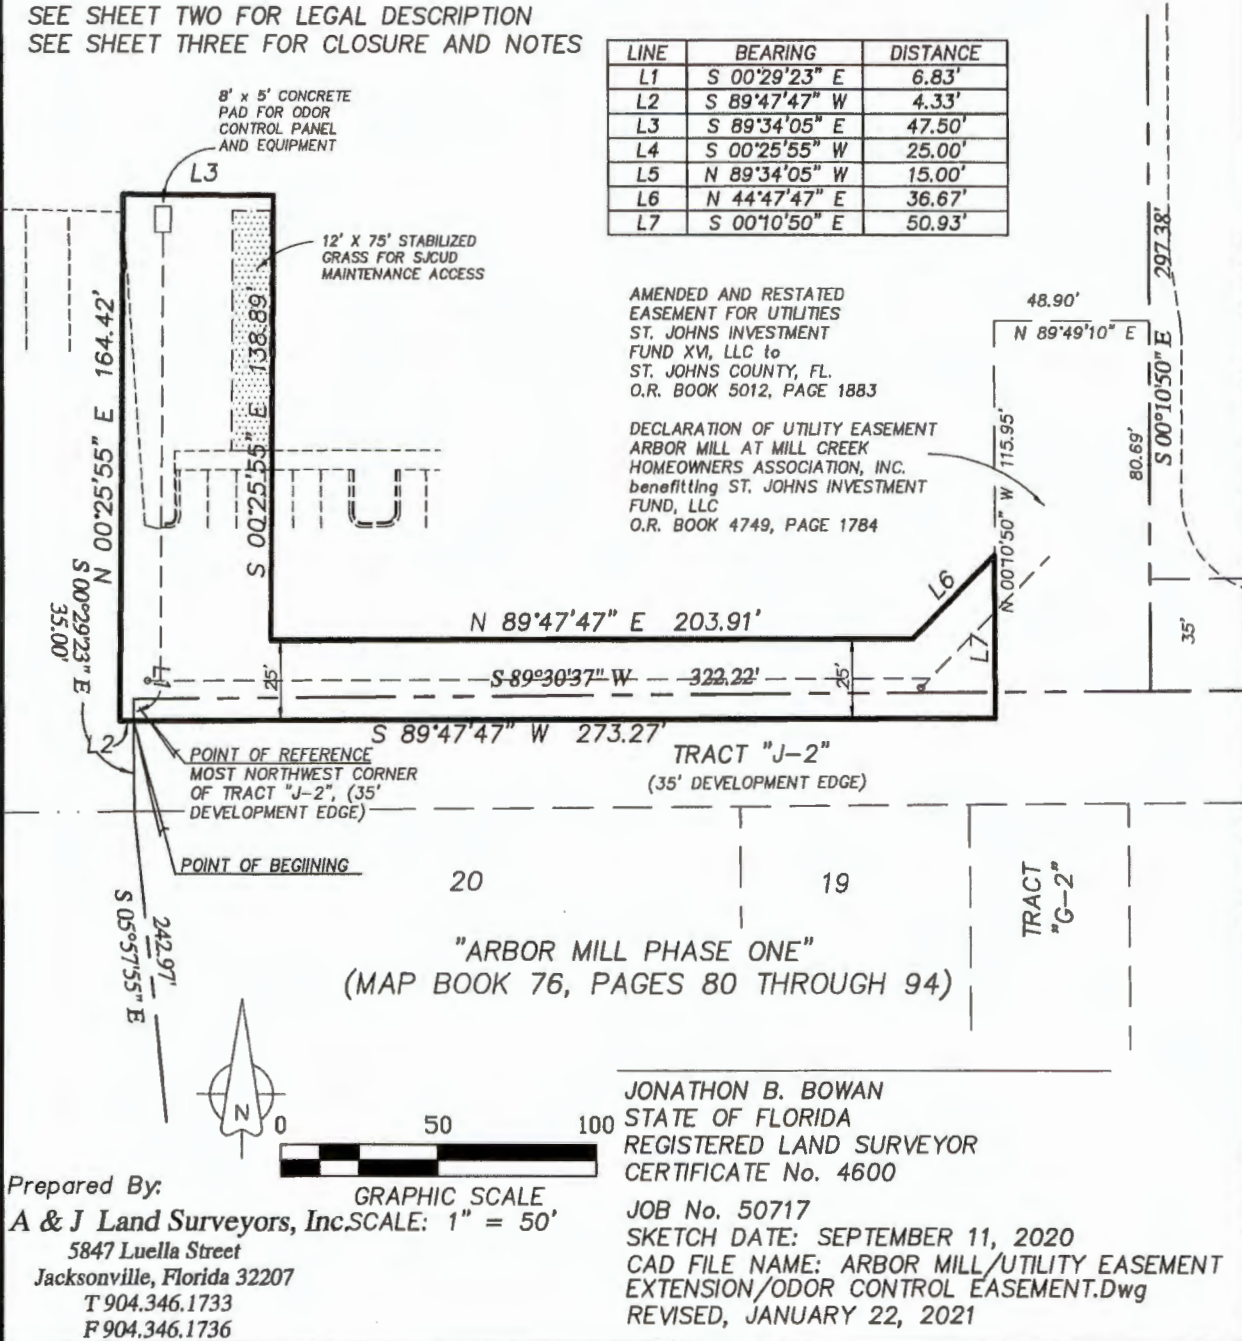 SEE SHEET TWO FOR LEGAL DESCRIPTION
SEE SHEET THREE FOR CLOSURE AND NOTES
LINE BEARING DISTANCE
L1 S 00°29'23" E 6.83'
L2 S 89°47'47" W 4.33'
L3 S 89°34'05" E 47.50'
L4 S 00°25'55" W 25.00'
L5 N 89°34'05" W 15.00'
L6 N 44°47'47" E 36.67'
L7 S 00°10'50" E 50.93'
8' x 5' CONCRETE
PAD FOR ODOR
CONTROL PANEL
AND EQUIPMENT
L3
12' X 75' STABILIZED
GRASS FOR SJCUD
MAINTENANCE ACCESS
N 00°25'55" E 164.42'
S 00°25'55" E 138.89'
AMENDED AND RESTATED
EASEMENT FOR UTILITIES
ST. JOHNS INVESTMENT
FUND XVI, LLC to
ST. JOHNS COUNTY, FL.
O.R. BOOK 5012, PAGE 1883
DECLARATION OF UTILITY EASEMENT
ARBOR MILL AT MILL CREEK
HOMEOWNERS ASSOCIATION, INC.
benefitting ST. JOHNS INVESTMENT
FUND, LLC
O.R. BOOK 4749, PAGE 1784
48.90'
N 89°49'10" E
S 00°10'50" E 297.38'
80.69'
N 00°10'50" W 115.95'
35'
L6
L7
N 89°47'47" E 203.91'
S 89°30'37" W 322.22'
25'
25'
S 89°47'47" W 273.27'
S 00°29'23" E
35.00'
L1
L2
POINT OF REFERENCE
MOST NORTHWEST CORNER
OF TRACT "J-2", (35'
DEVELOPMENT EDGE)
TRACT "J-2"
(35' DEVELOPMENT EDGE)
POINT OF BEGIINING
242.97'
S 05°57'55" E
20
19
TRACT
"G-2"
"ARBOR MILL PHASE ONE"
(MAP BOOK 76, PAGES 80 THROUGH 94)
N
0 50 100
GRAPHIC SCALE
SCALE: 1" = 50'
Prepared By:
A & J Land Surveyors, Inc.
5847 Luella Street
Jacksonville, Florida 32207
T 904.346.1733
F 904.346.1736
JONATHON B. BOWAN
STATE OF FLORIDA
REGISTERED LAND SURVEYOR
CERTIFICATE No. 4600
JOB No. 50717
SKETCH DATE: SEPTEMBER 11, 2020
CAD FILE NAME: ARBOR MILL/UTILITY EASEMENT
EXTENSION/ODOR CONTROL EASEMENT.Dwg
REVISED, JANUARY 22, 2021